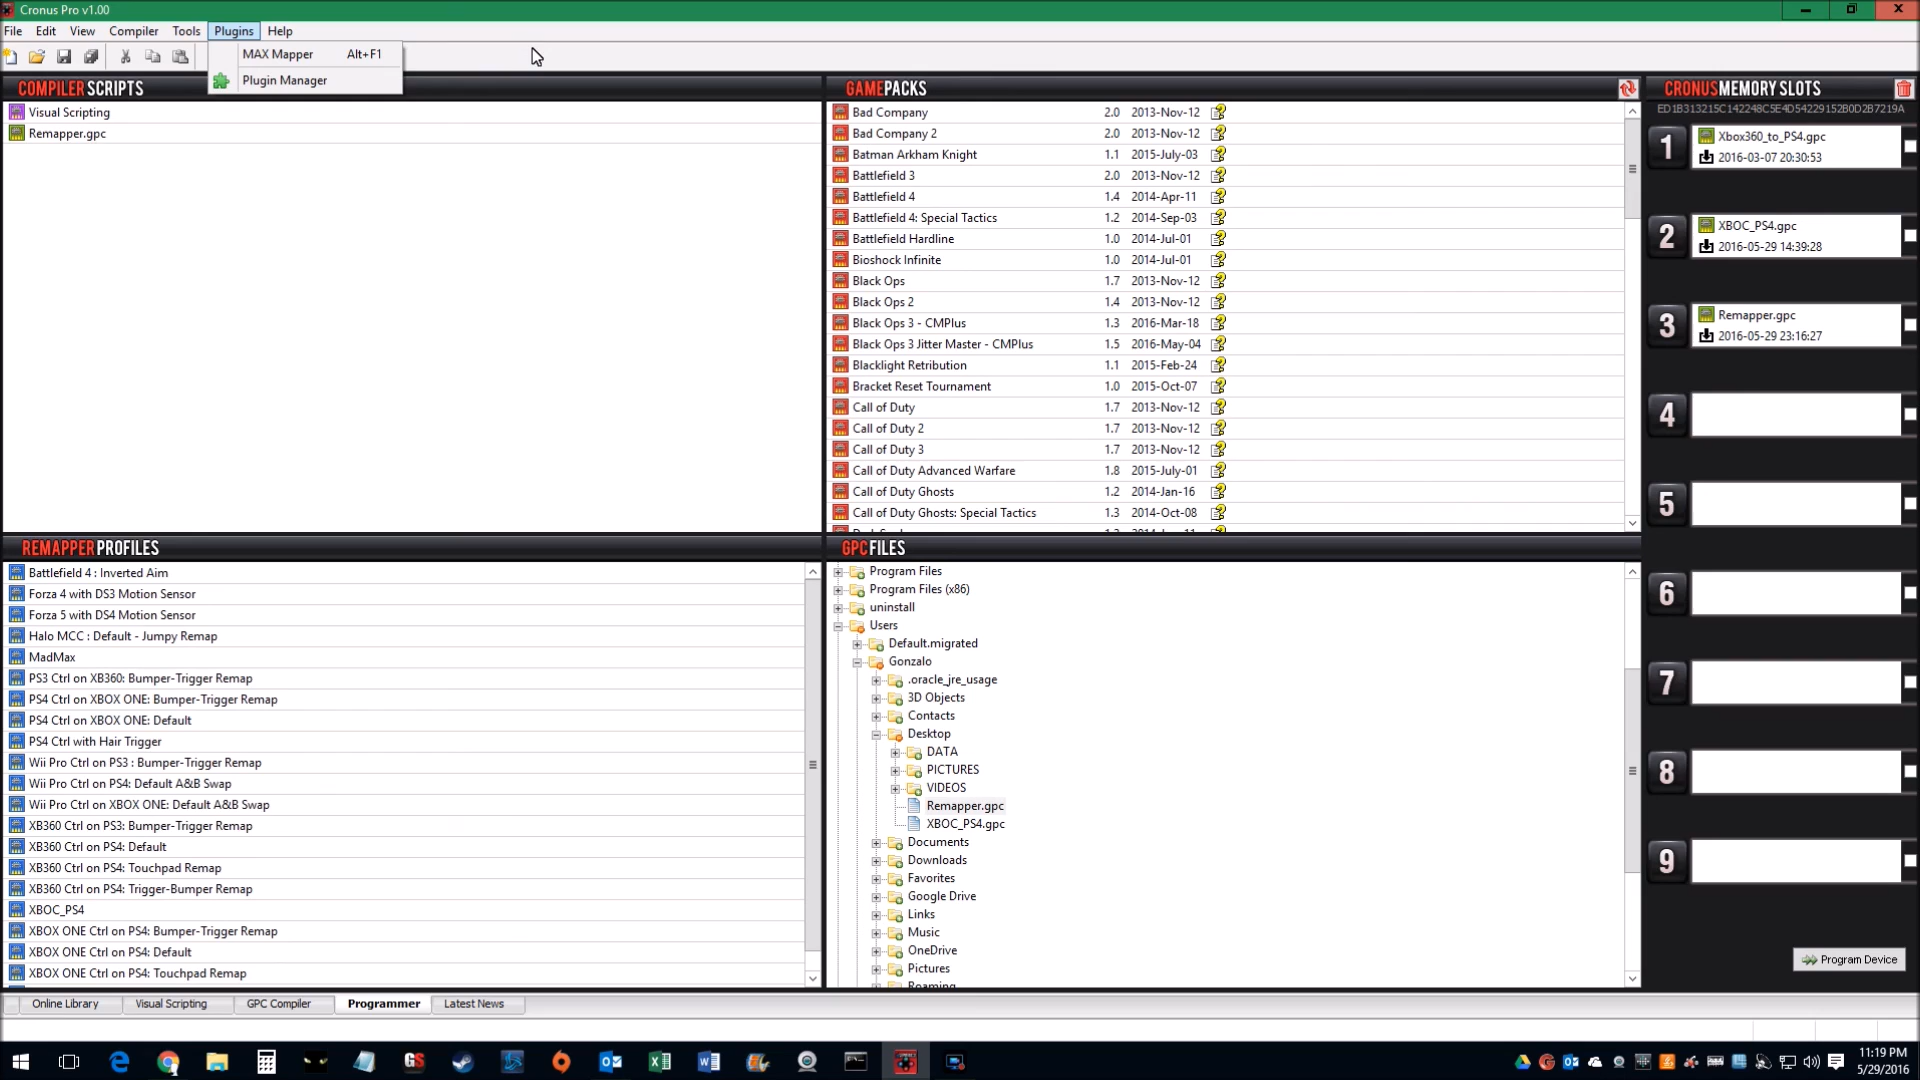 Cronus Pro v1.00
File Edit View Compiler Tools Plugins Help
MAX Mapper Alt+F1
Plugin Manager
COMPILER SCRIPTS
Visual Scripting
Remapper.gpc
GAMEPACKS
Bad Company 2.0 2013-Nov-12
Bad Company 2 2.0 2013-Nov-12
Batman Arkham Knight 1.1 2015-July-03
Battlefield 3 2.0 2013-Nov-12
Battlefield 4 1.4 2014-Apr-11
Battlefield 4: Special Tactics 1.2 2014-Sep-03
Battlefield Hardline 1.0 2014-Jul-01
Bioshock Infinite 1.0 2014-Jul-01
Black Ops 1.7 2013-Nov-12
Black Ops 2 1.4 2013-Nov-12
Black Ops 3 - CMPlus 1.3 2016-Mar-18
Black Ops 3 Jitter Master - CMPlus 1.5 2016-May-04
Blacklight Retribution 1.1 2015-Feb-24
Bracket Reset Tournament 1.0 2015-Oct-07
Call of Duty 1.7 2013-Nov-12
Call of Duty 2 1.7 2013-Nov-12
Call of Duty 3 1.7 2013-Nov-12
Call of Duty Advanced Warfare 1.8 2015-July-01
Call of Duty Ghosts 1.2 2014-Jan-16
Call of Duty Ghosts: Special Tactics 1.3 2014-Oct-08
CRONUSMEMORY SLOTS
ED1B313215C142248C5E4D54229152B0D2B7219A
1 Xbox360_to_PS4.gpc
2016-03-07 20:30:53
2 XBOC_PS4.gpc
2016-05-29 14:39:28
3 Remapper.gpc
2016-05-29 23:16:27
4
5
6
7
8
9
Program Device
REMAPPER PROFILES
Battlefield 4 : Inverted Aim
Forza 4 with DS3 Motion Sensor
Forza 5 with DS4 Motion Sensor
Halo MCC : Default - Jumpy Remap
MadMax
PS3 Ctrl on XB360: Bumper-Trigger Remap
PS4 Ctrl on XBOX ONE: Bumper-Trigger Remap
PS4 Ctrl on XBOX ONE: Default
PS4 Ctrl with Hair Trigger
Wii Pro Ctrl on PS3 : Bumper-Trigger Remap
Wii Pro Ctrl on PS4: Default A&B Swap
Wii Pro Ctrl on XBOX ONE: Default A&B Swap
XB360 Ctrl on PS3: Bumper-Trigger Remap
XB360 Ctrl on PS4: Default
XB360 Ctrl on PS4: Touchpad Remap
XB360 Ctrl on PS4: Trigger-Bumper Remap
XBOC_PS4
XBOX ONE Ctrl on PS4: Bumper-Trigger Remap
XBOX ONE Ctrl on PS4: Default
XBOX ONE Ctrl on PS4: Touchpad Remap
GPCFILES
Program Files
Program Files (x86)
uninstall
Users
Default.migrated
Gonzalo
.oracle_jre_usage
3D Objects
Contacts
Desktop
DATA
PICTURES
VIDEOS
Remapper.gpc
XBOC_PS4.gpc
Documents
Downloads
Favorites
Google Drive
Links
Music
OneDrive
Pictures
Roaming
Online Library Visual Scripting GPC Compiler Programmer Latest News
GS
11:19 PM
5/29/2016